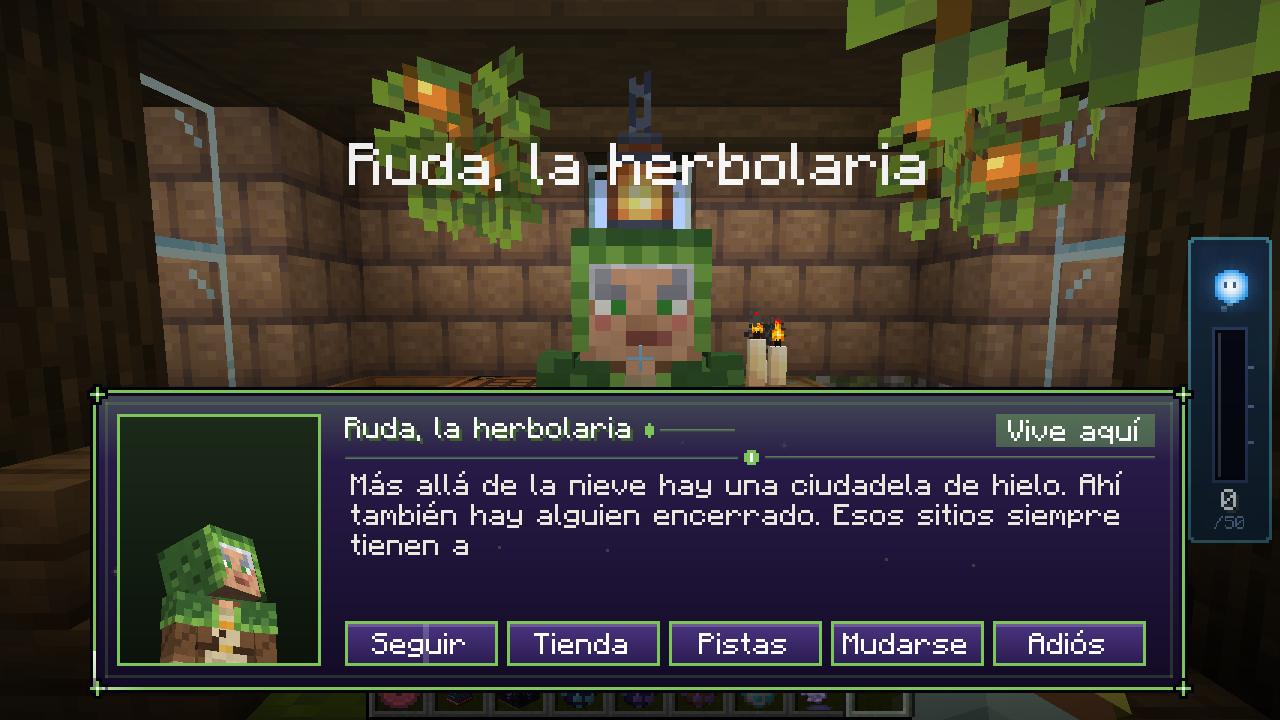 Ruda, la herbolaria
Ruda, la herbolaria
Vive aquí
Más allá de la nieve hay una ciudadela de hielo. Ahí
también hay alguien encerrado. Esos sitios siempre
tienen a
Seguir
Tienda
Pistas
Mudarse
Adiós
0
/50